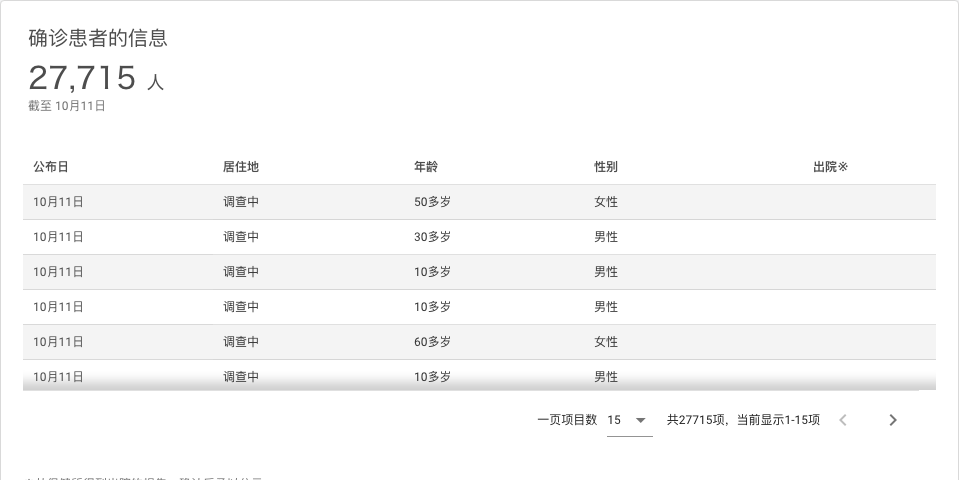 确诊患者的信息
27,715 人
截至 10月11日
公布日 居住地 年龄 性别 出院※
10月11日 调查中 50多岁 女性
10月11日 调查中 30多岁 男性
10月11日 调查中 10多岁 男性
10月11日 调查中 10多岁 男性
10月11日 调查中 60多岁 女性
10月11日 调查中 10多岁 男性
一页项目数 15 共27715项，当前显示1-15项